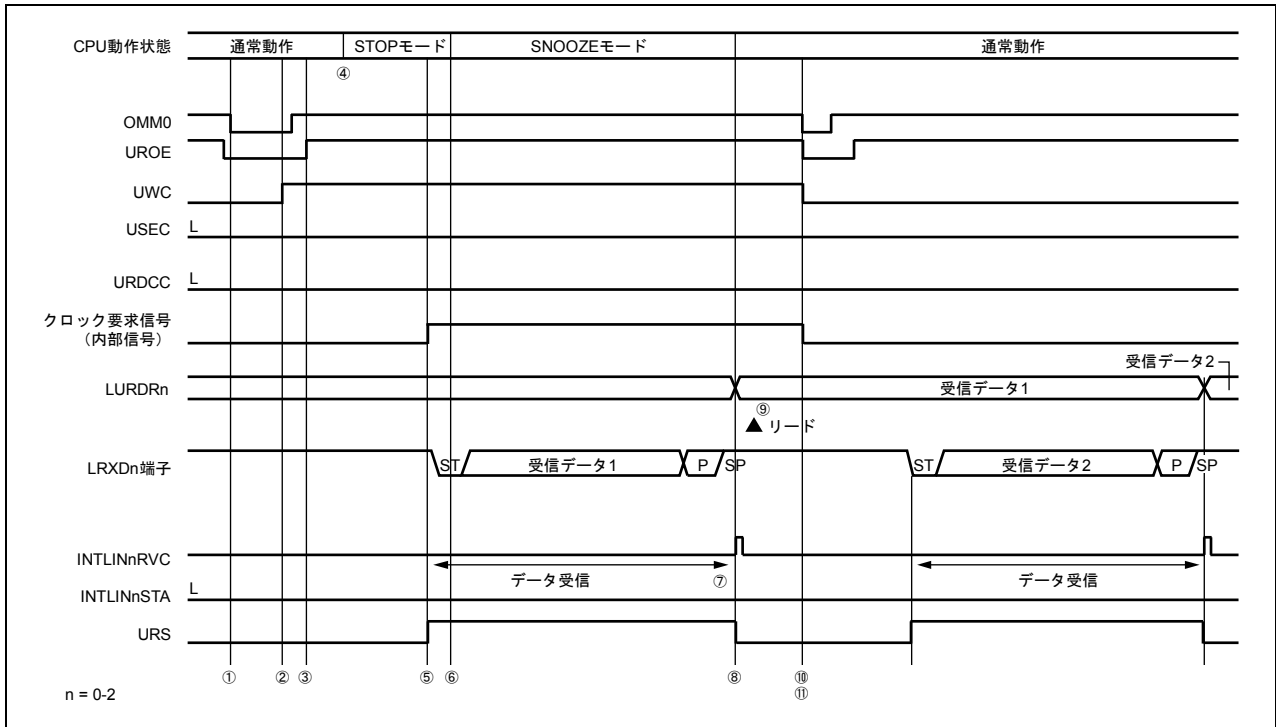 CPU動作状態 通常動作 STOPモード SNOOZEモード 通常動作
④
OMM0
UROE
UWC
USEC L
URDCC L
クロック要求信号
(内部信号)
受信データ2
LURDRn 受信データ1
⑨
▲ リード
LRXDn端子 ST 受信データ1 P SP ST 受信データ2 P SP
INTLINnRVC
データ受信 ⑦ データ受信
INTLINnSTA L
URS
① ② ③ ⑤ ⑥ ⑧ ⑩
⑪
n = 0-2